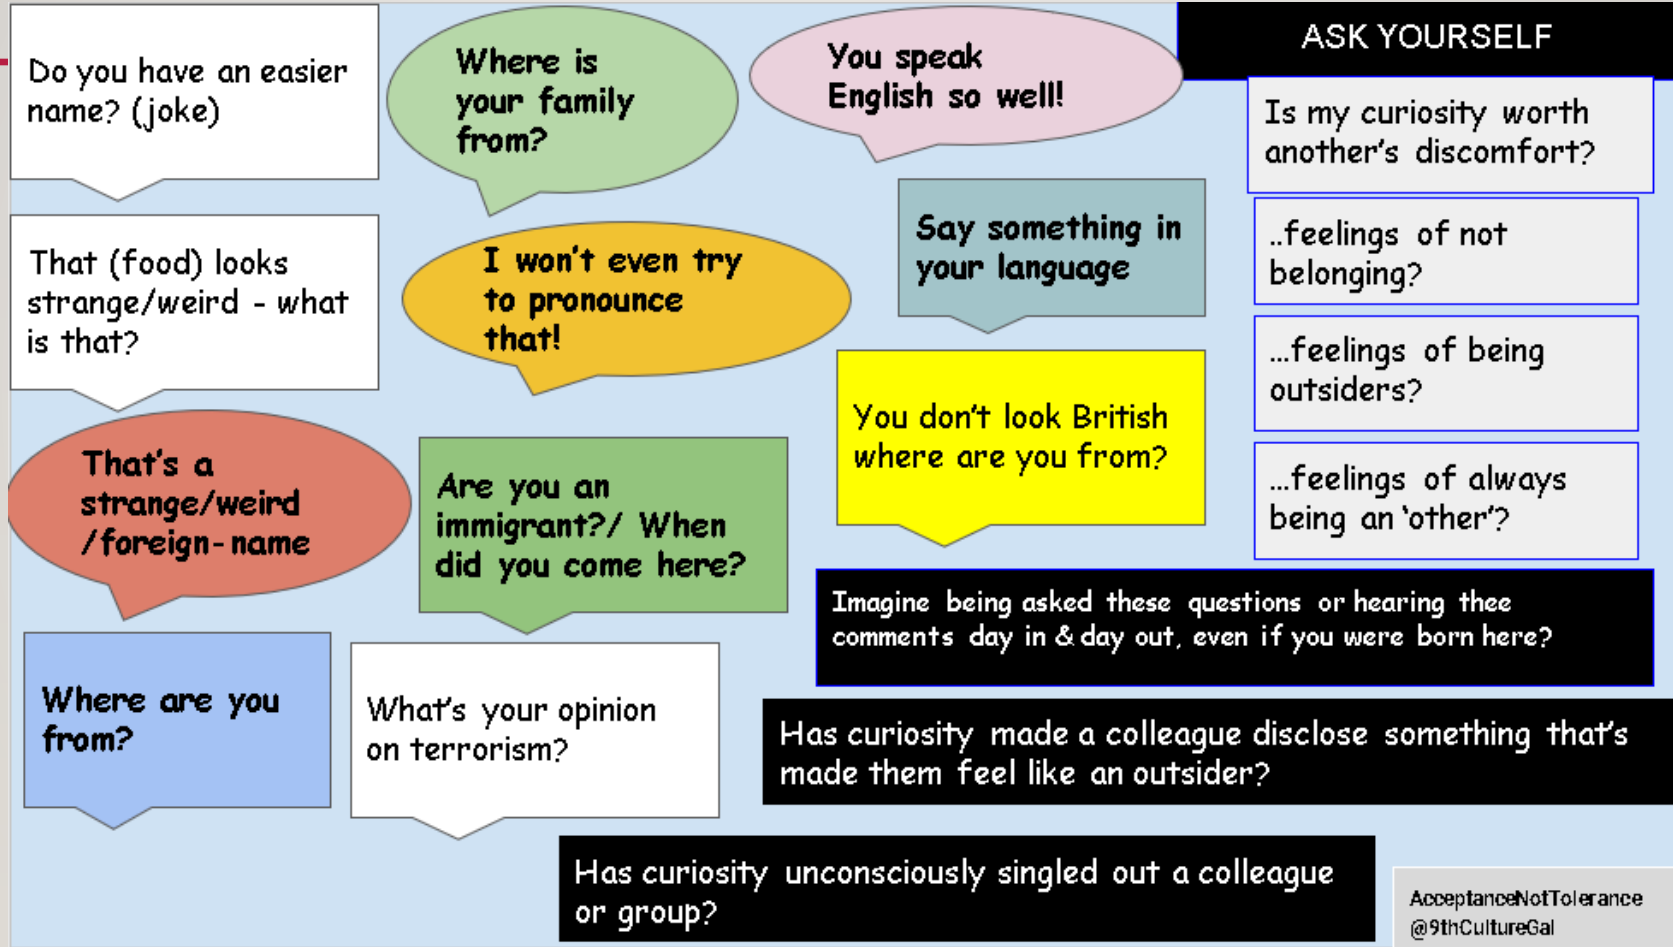 Do you have an easier
name? (joke)
Where is
your family
from?
You speak
English so well!
That (food) looks
strange/weird - what
is that?
I won't even try
to pronounce
that!
Say something in
your language
That's a
strange/weird
/foreign-name
Are you an
immigrant?/ When
did you come here?
You don't look British
where are you from?
Where are you
from?
What's your opinion
on terrorism?
ASK YOURSELF
Is my curiosity worth
another's discomfort?
..feelings of not
belonging?
...feelings of being
outsiders?
...feelings of always
being an 'other'?
Imagine being asked these questions or hearing thee
comments day in & day out, even if you were born here?
Has curiosity made a colleague disclose something that's
made them feel like an outsider?
Has curiosity unconsciously singled out a colleague
or group?
AcceptanceNotTolerance
@9thCultureGal